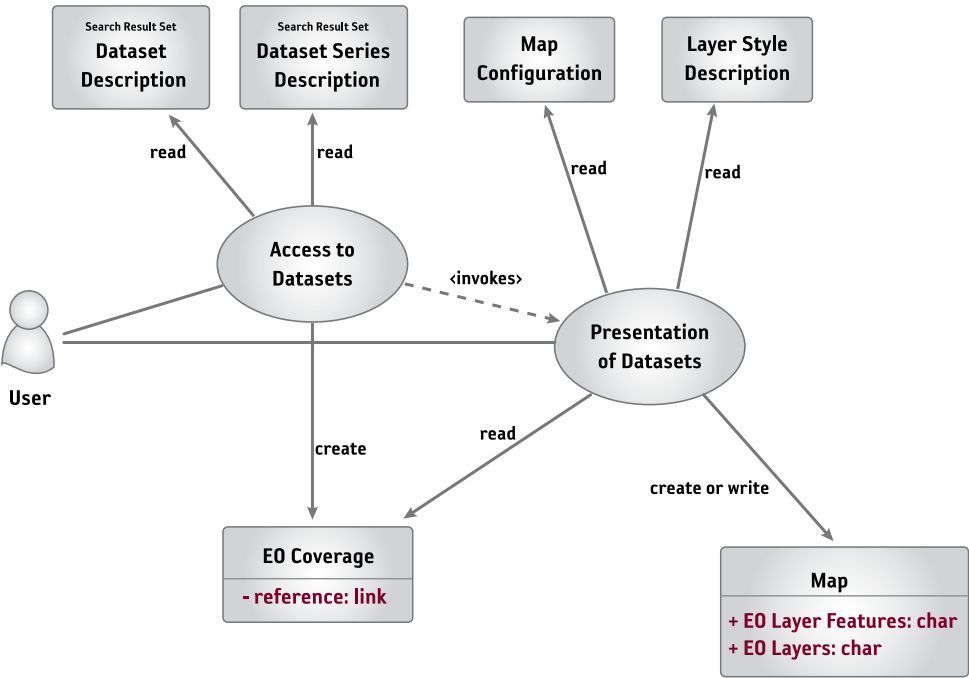 Search Result Set
Dataset
Description
Search Result Set
Dataset Series
Description
Map
Configuration
Layer Style
Description
read
read
read
read
Access to
Datasets
‹invokes›
Presentation
of Datasets
User
create
read
create or write
EO Coverage
- reference: link
Map
+ EO Layer Features: char
+ EO Layers: char